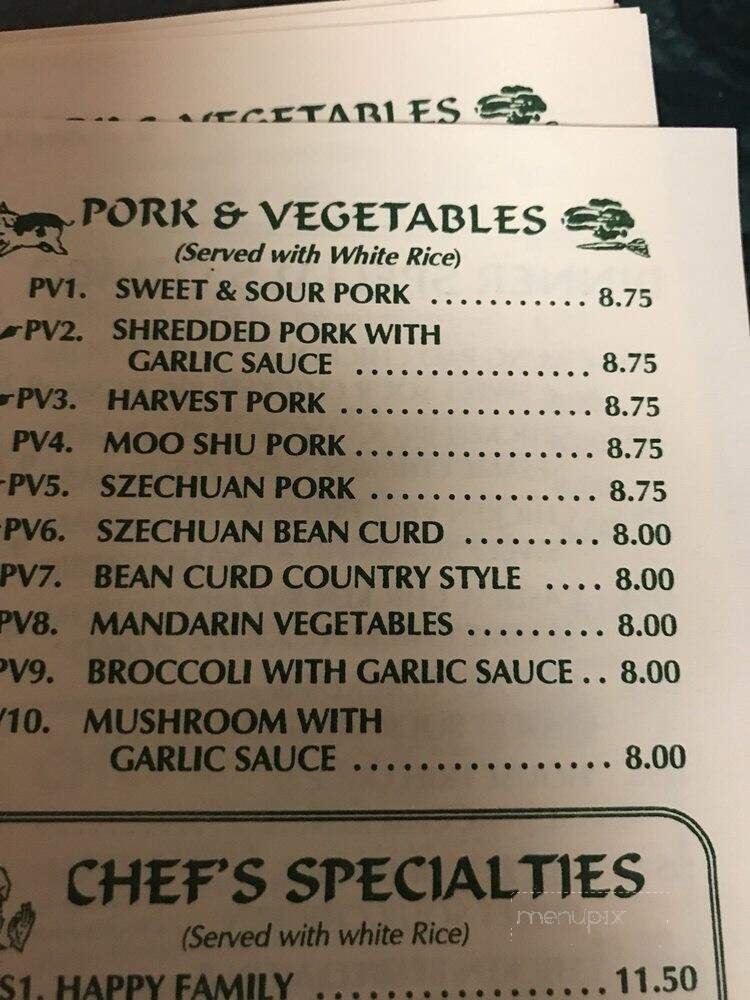 & VEGETABLES
PORK & VEGETABLES
(Served with White Rice)
PV1. SWEET & SOUR PORK ........... 8.75
PV2. SHREDDED PORK WITH
GARLIC SAUCE ................ 8.75
PV3. HARVEST PORK .................. 8.75
PV4. MOO SHU PORK ................. 8.75
PV5. SZECHUAN PORK ................ 8.75
PV6. SZECHUAN BEAN CURD ......... 8.00
PV7. BEAN CURD COUNTRY STYLE .... 8.00
PV8. MANDARIN VEGETABLES ......... 8.00
PV9. BROCCOLI WITH GARLIC SAUCE .. 8.00
10. MUSHROOM WITH
GARLIC SAUCE ................. 8.00
CHEF'S SPECIALTIES
menupix
(Served with white Rice)
S1. HAPPY FAMILY .................. 11.50